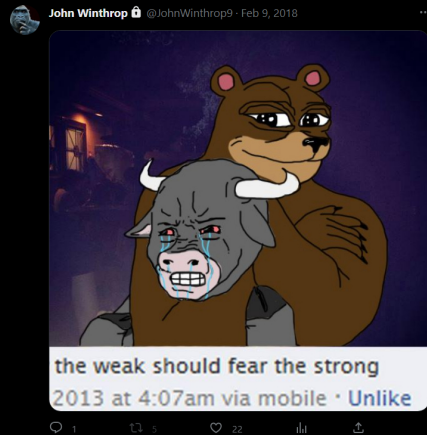 John Winthrop @JohnWinthrop9 · Feb 9, 2018
the weak should fear the strong
2013 at 4:07am via mobile · Unlike
1 5 22